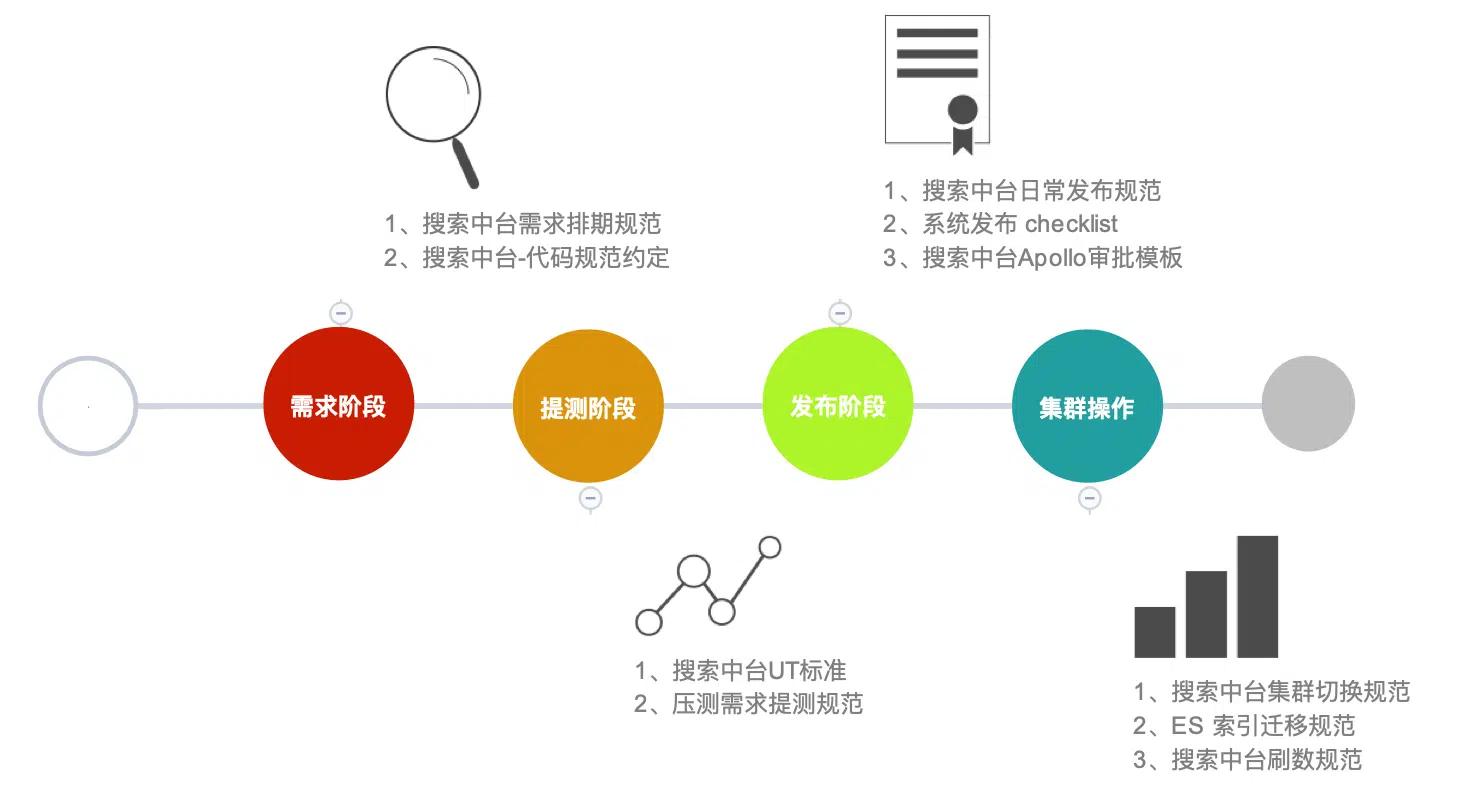 1、搜索中台需求排期规范
2、搜索中台-代码规范约定
1、搜索中台日常发布规范
2、系统发布 checklist
3、搜索中台Apollo审批模板
需求阶段
提测阶段
发布阶段
集群操作
1、搜索中台UT标准
2、压测需求提测规范
1、搜索中台集群切换规范
2、ES 索引迁移规范
3、搜索中台刷数规范